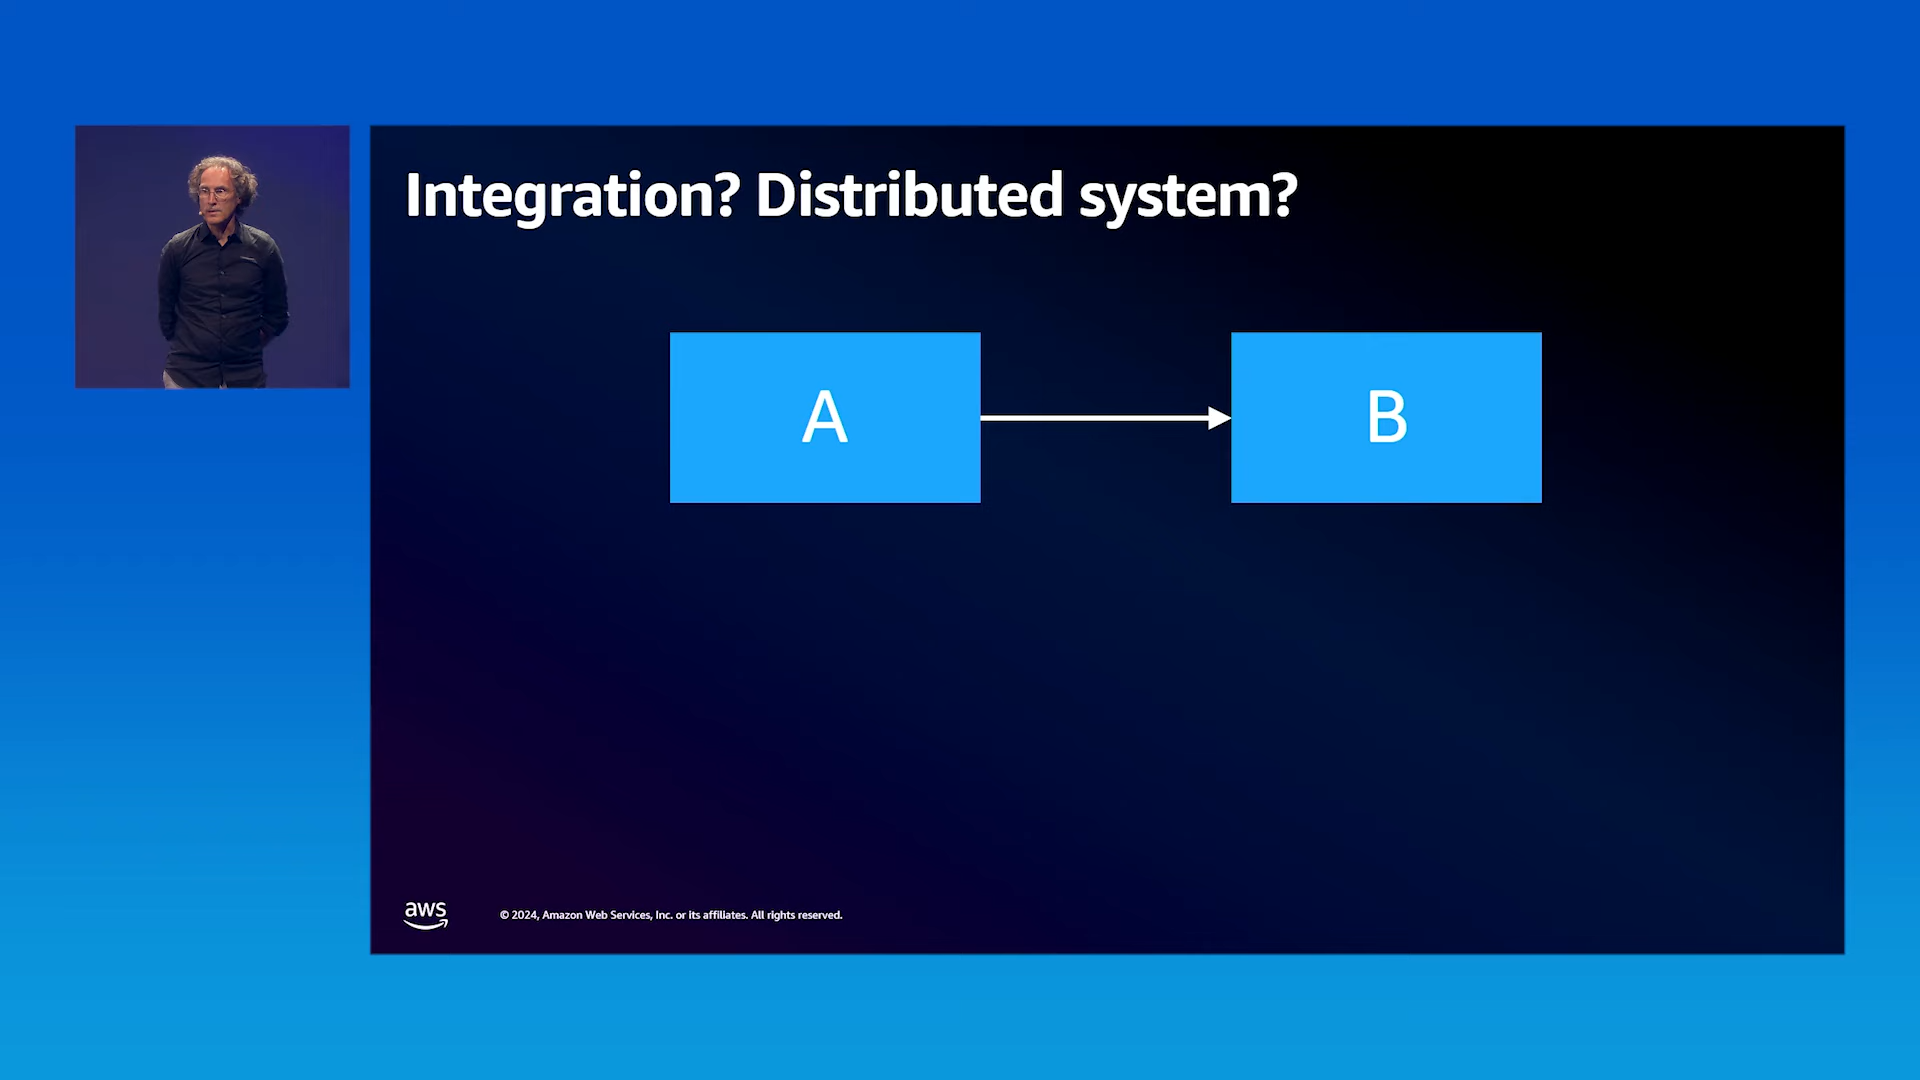 Integration? Distributed system?
A
B
aws
© 2024, Amazon Web Services, Inc. or its affiliates. All rights reserved.